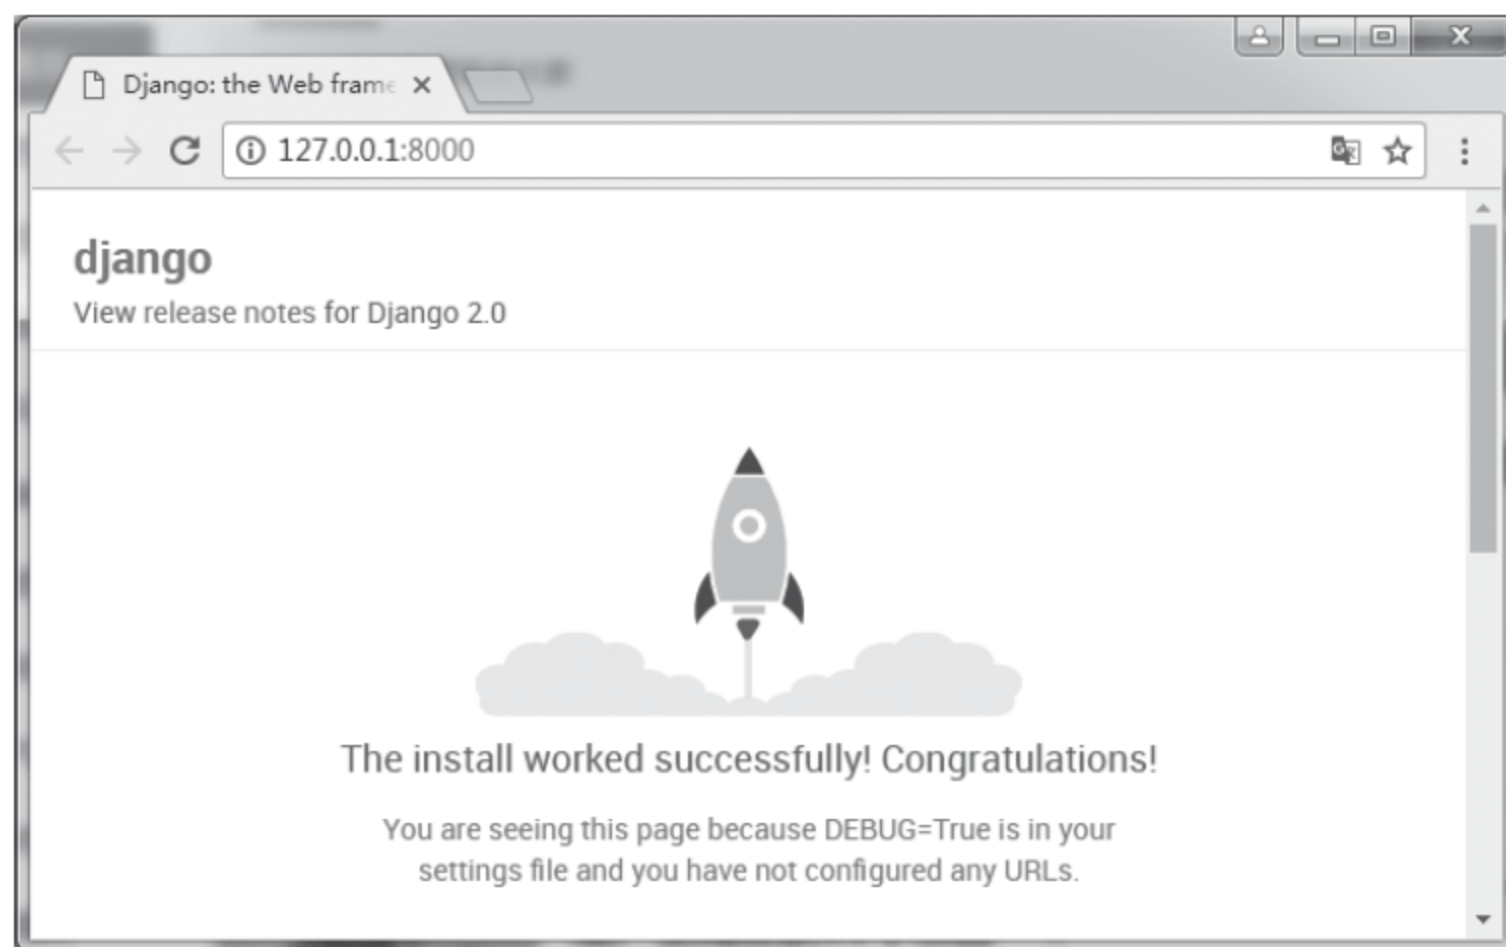 Django: the Web frame
127.0.0.1:8000
django
View release notes for Django 2.0
The install worked successfully! Congratulations!
You are seeing this page because DEBUG=True is in your
settings file and you have not configured any URLs.